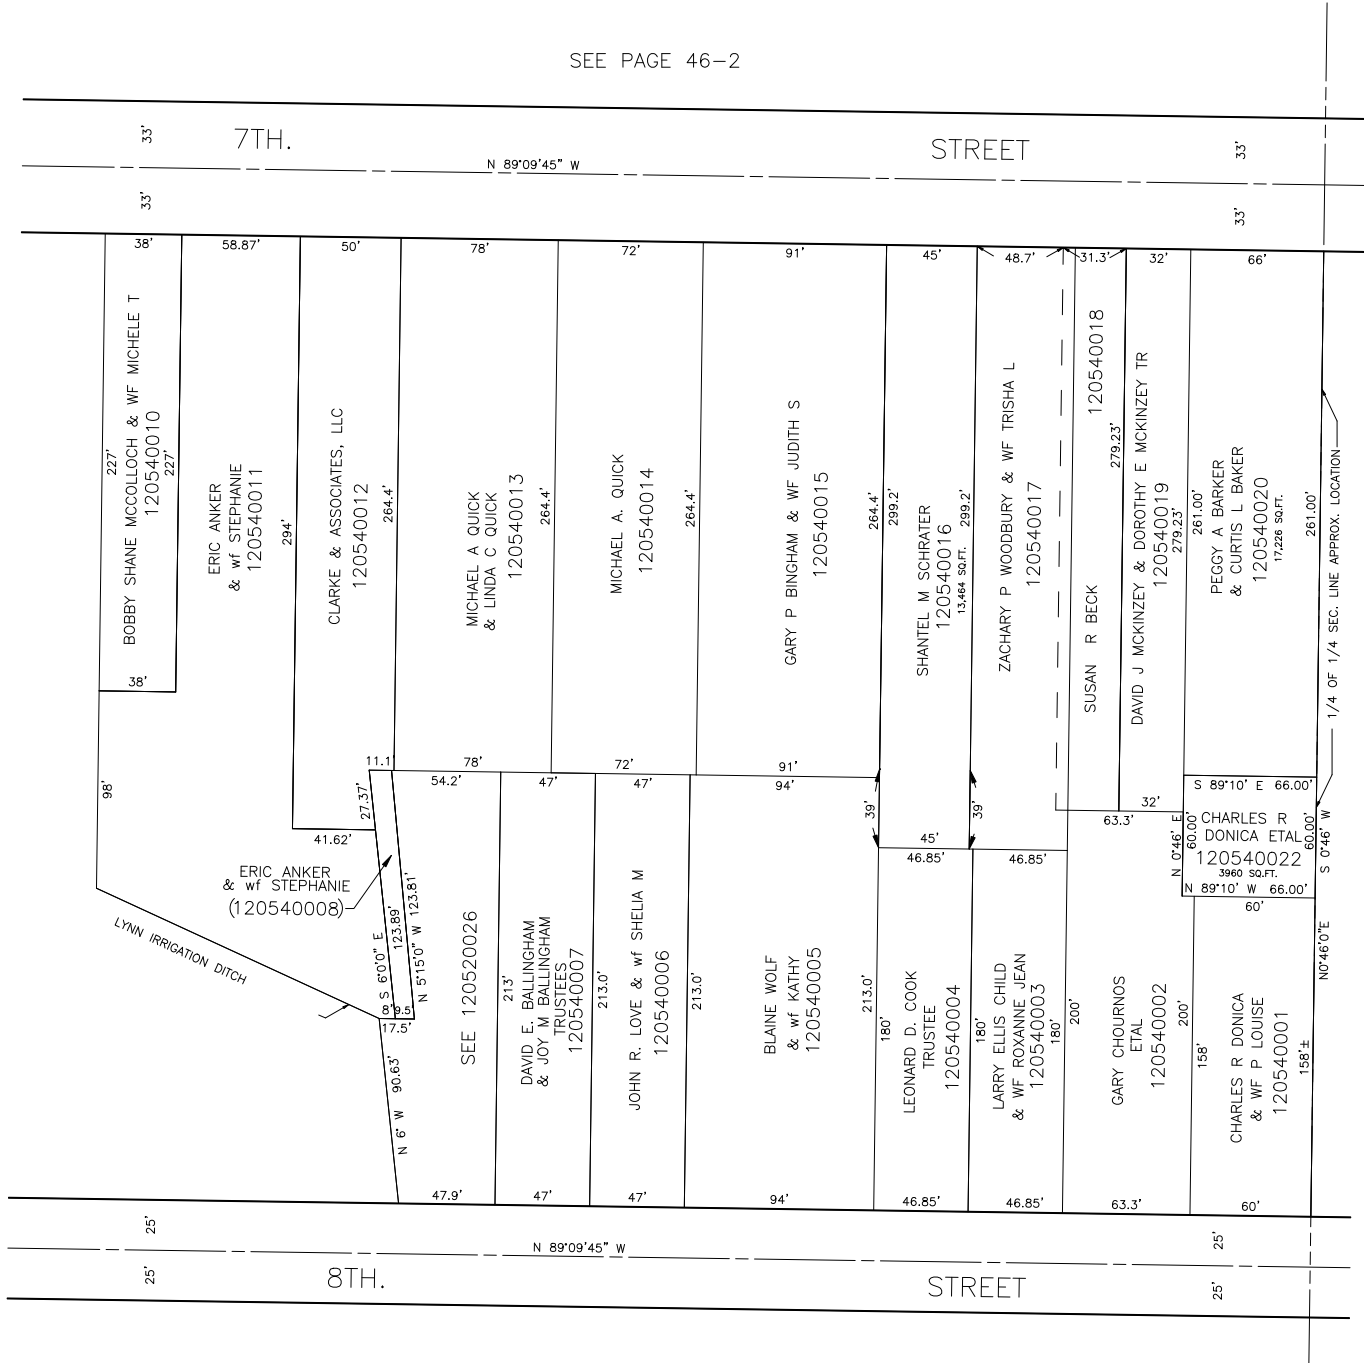 SEE PAGE 46-2
33'
7TH.
STREET
33'
N 89°09'45" W
33'
33'
38'
58.87'
50'
78'
72'
91'
45'
48.7'
31.3'
32'
66'
BOBBY SHANE MCCOLLOCH & WF MICHELE T
120540010
227'
227'
38'
98'
ERIC ANKER
& wf STEPHANIE
120540011
294'
CLARKE & ASSOCIATES, LLC
120540012
264.4'
MICHAEL A QUICK
& LINDA C QUICK
120540013
264.4'
MICHAEL A. QUICK
120540014
264.4'
GARY P BINGHAM & WF JUDITH S
120540015
264.4'
299.2'
SHANTEL M SCHRATER
120540016
13,464 SQ.FT.
299.2'
ZACHARY P WOODBURY & WF TRISHA L
120540017
SUSAN R BECK
120540018
279.23'
DAVID J MCKINZEY & DOROTHY E MCKINZEY TR
120540019
279.23'
261.00'
PEGGY A BARKER
& CURTIS L BAKER
120540020
17,226 SQ.FT.
261.00'
1/4 OF 1/4 SEC. LINE APPROX. LOCATION
11.1'
78'
72'
91'
54.2'
47'
47'
94'
27.37'
41.62'
39'
39'
45'
46.85'
46.85'
32'
63.3'
S 89°10' E 66.00'
N 0°46' E
60.00'
CHARLES R
DONICA ETAL
120540022
3960 SQ.FT.
60.00'
S 0°46' W
N 89°10' W 66.00'
60'
N0°46'0"E
ERIC ANKER
& wf STEPHANIE
(120540008)
LYNN IRRIGATION DITCH
S 6°0'0" E
123.89'
N 5°15'0" W 123.81'
8'
9.5'
17.5'
N 6° W 90.63'
SEE 120520026
213'
DAVID E. BALLINGHAM
& JOY M BALLINGHAM
TRUSTEES
120540007
213.0'
JOHN R. LOVE & wf SHELIA M
120540006
213.0'
BLAINE WOLF
& wf KATHY
120540005
213.0'
180'
LEONARD D. COOK
TRUSTEE
120540004
180'
LARRY ELLIS CHILD
& WF ROXANNE JEAN
120540003
180'
200'
GARY CHOURNOS
ETAL
120540002
200'
158'
CHARLES R DONICA
& WF P LOUISE
120540001
158'±
47.9'
47'
47'
94'
46.85'
46.85'
63.3'
60'
25'
25'
N 89°09'45" W
25'
8TH.
STREET
25'